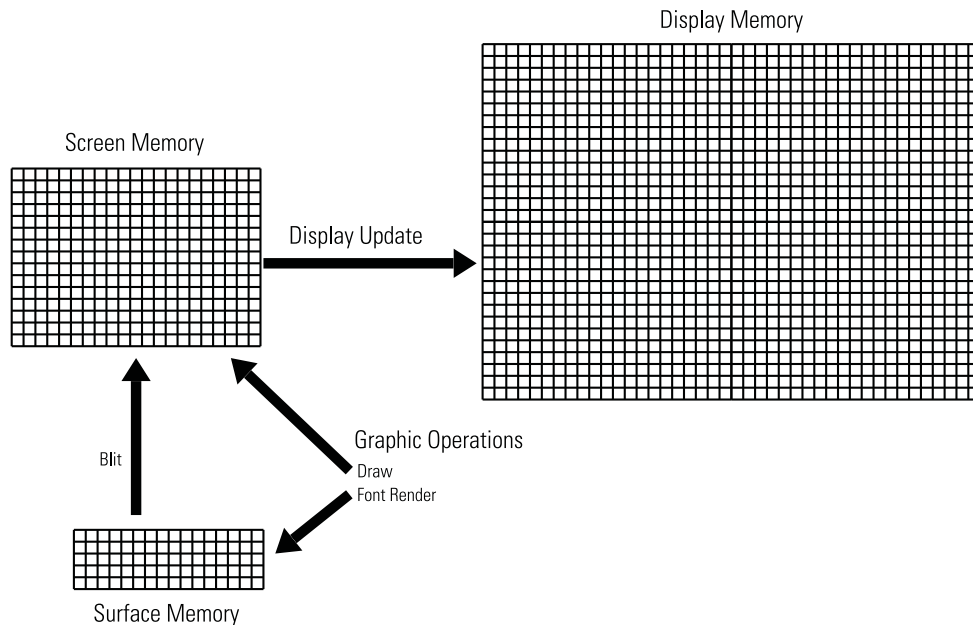 Display Memory
Screen Memory
Display Update
Graphic Operations
Draw
Font Render
Blit
Surface Memory